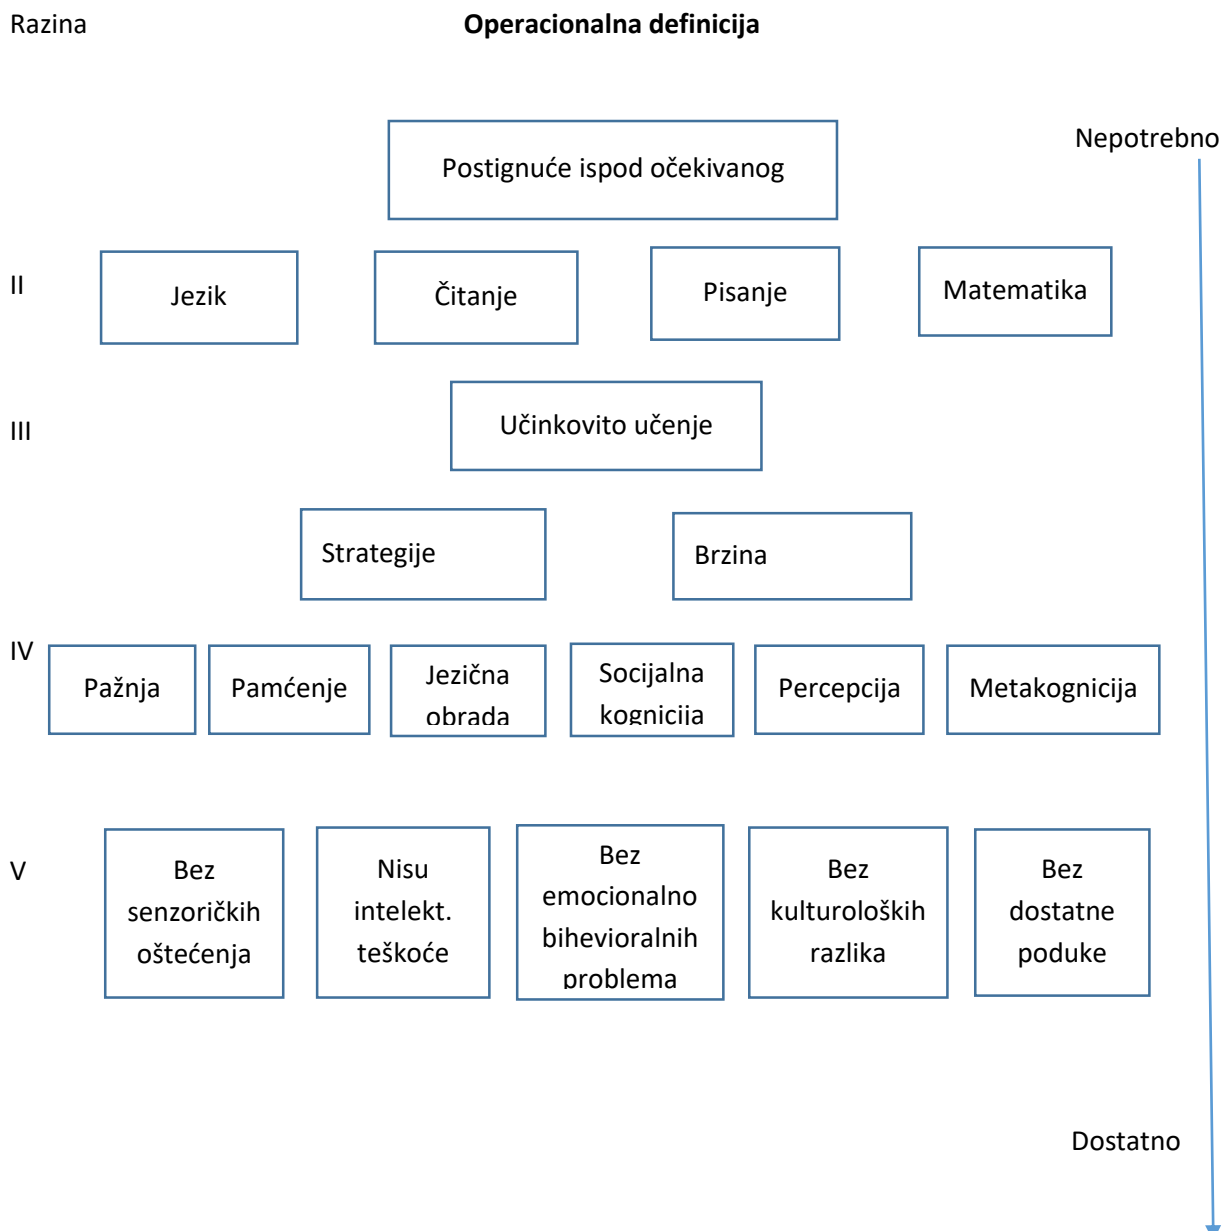 Razina
Operacionalna definicija
Nepotrebno
Postignuće ispod očekivanog
II
Jezik
Čitanje
Pisanje
Matematika
III
Učinkovito učenje
Strategije
Brzina
IV
Pažnja
Pamćenje
Jezična
obrada
Socijalna
kognicija
Percepcija
Metakognicija
V
Bez
senzoričkih
oštećenja
Nisu
intelekt.
teškoće
Bez
emocionalno
bihevioralnih
problema
Bez
kulturoloških
razlika
Bez
dostatne
poduke
Dostatno